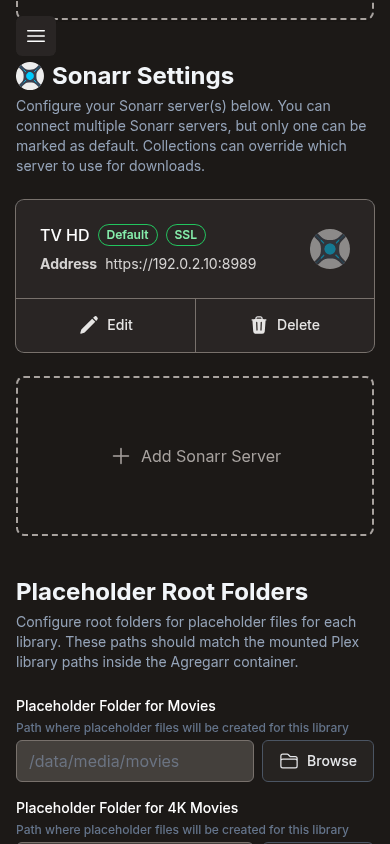 Sonarr Settings
Configure your Sonarr server(s) below. You can
connect multiple Sonarr servers, but only one can be
marked as default. Collections can override which
server to use for downloads.
TV HD Default SSL
Address https://192.0.2.10:8989
Edit Delete
Add Sonarr Server
Placeholder Root Folders
Configure root folders for placeholder files for each
library. These paths should match the mounted Plex
library paths inside the Agregarr container.
Placeholder Folder for Movies
Path where placeholder files will be created for this library
/data/media/movies Browse
Placeholder Folder for 4K Movies
Path where placeholder files will be created for this library